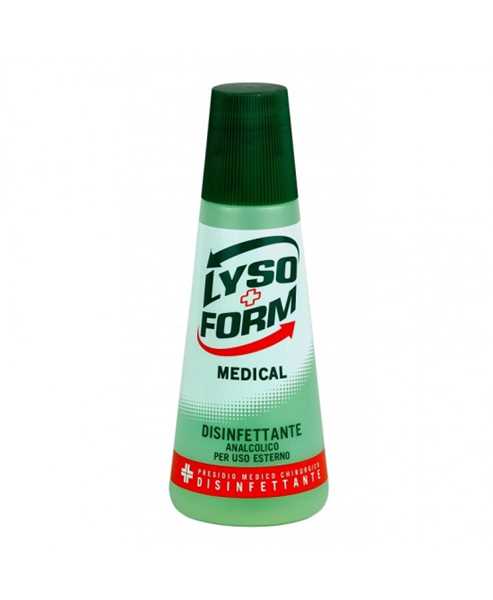 LYSO
FORM
MEDICAL
DISINFETTANTE
ANALCOLICO
PER USO ESTERNO
PRESIDIO MEDICO CHIRURGICO
DISINFETTANTE